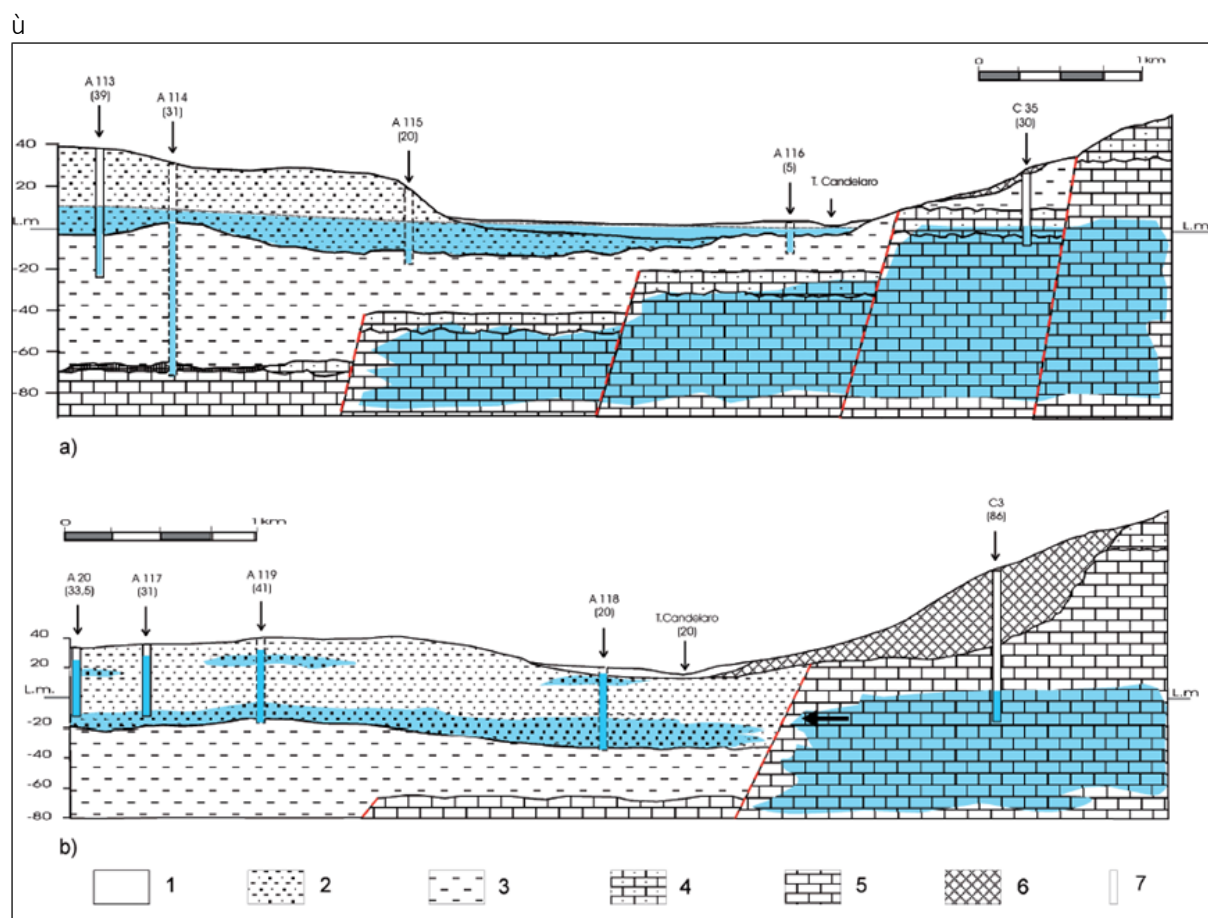 ù
1 km
A 113
(39)
A 114
(31)
A 115
(20)
A 116
(5)
T. Candelaro
C 35
(30)
40
20
L.m
L.m
-20
-40
-60
-80
a)
0 1 km
A 20
(33,5)
A 117
(31)
A 119
(41)
A 118
(20)
T.Candelaro
(20)
C3
(86)
40
20
L.m.
L.m
-20
-40
-60
-80
b)
1 2 3 4 5 6 7